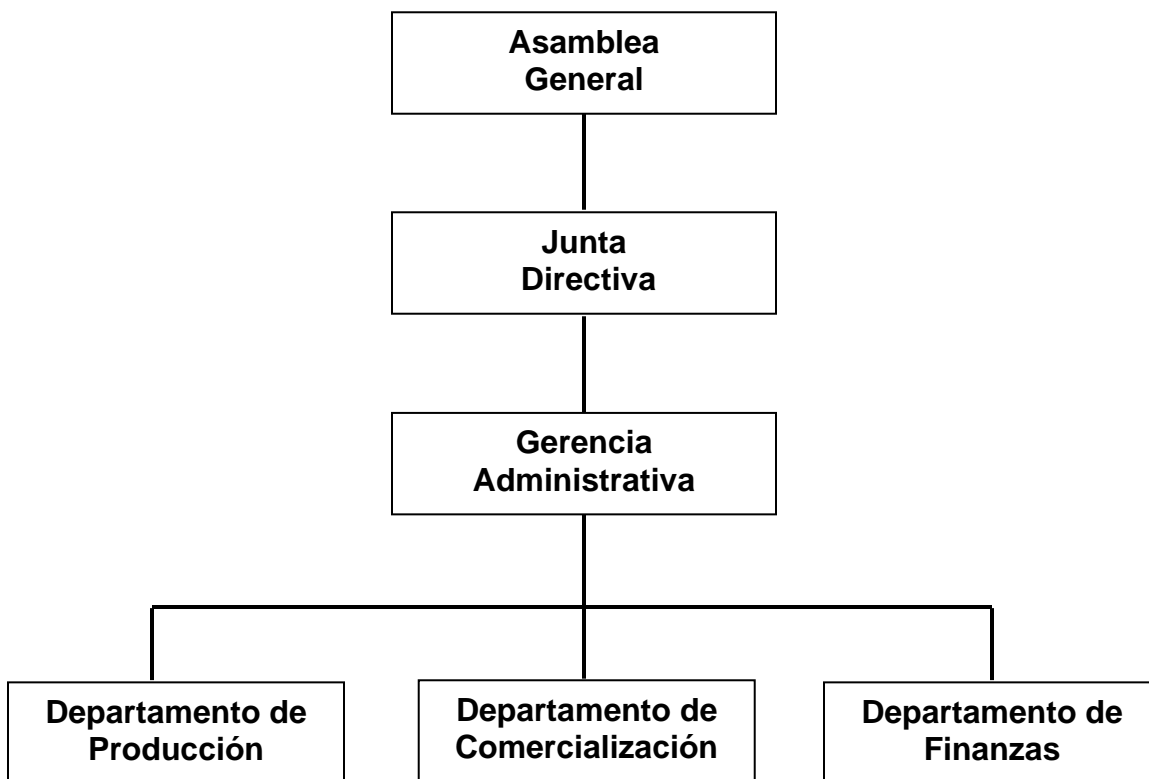 Asamblea
General
Junta
Directiva
Gerencia
Administrativa
Departamento de
Producción
Departamento de
Comercialización
Departamento de
Finanzas